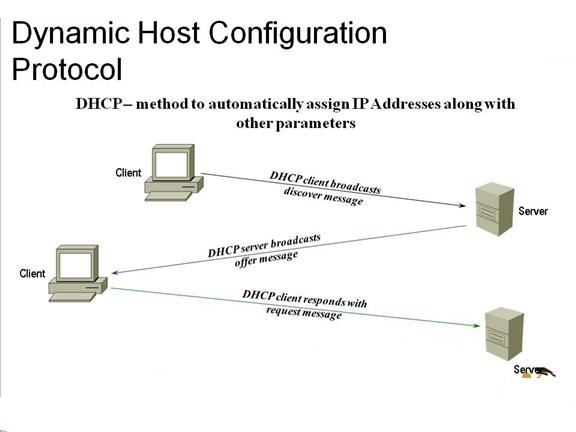 Dynamic Host Configuration
Protocol
DHCP– method to automatically assign IP Addresses along with
other parameters
Client
DHCP client broadcasts
discover message
Server
DHCP server broadcasts
offer message
Client
DHCP client responds with
request message
Server